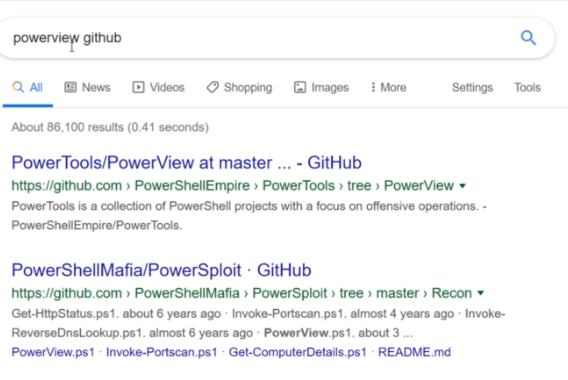 powerview github
All News Videos Shopping Images More Settings Tools
About 86,100 results (0.41 seconds)
PowerTools/PowerView at master ... - GitHub
https://github.com › PowerShellEmpire › PowerTools › tree › PowerView
PowerTools is a collection of PowerShell projects with a focus on offensive operations. -
PowerShellEmpire/PowerTools.
PowerShellMafia/PowerSploit · GitHub
https://github.com › PowerShellMafia › PowerSploit › tree › master › Recon
Get-HttpStatus.ps1. about 6 years ago · Invoke-Portscan.ps1. almost 4 years ago · Invoke-
ReverseDnsLookup.ps1. almost 6 years ago · PowerView.ps1. about 3 ...
PowerView.ps1 · Invoke-Portscan.ps1 · Get-ComputerDetails.ps1 · README.md